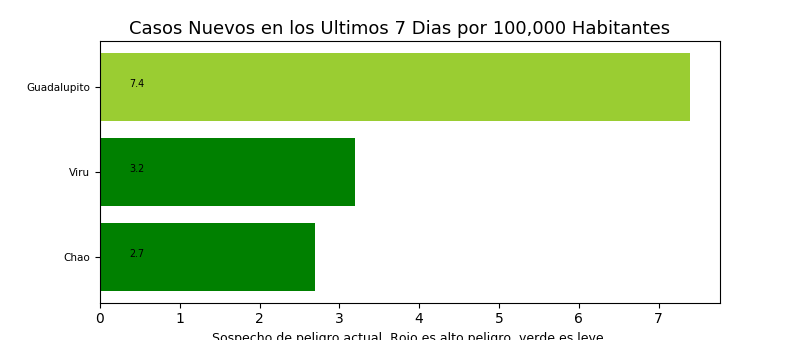 Casos Nuevos en los Ultimos 7 Dias por 100,000 Habitantes
Guadalupito
7.4
Viru
3.2
Chao
2.7
0 1 2 3 4 5 6 7
Sospecho de peligro actual. Rojo es alto peligro, verde es leve